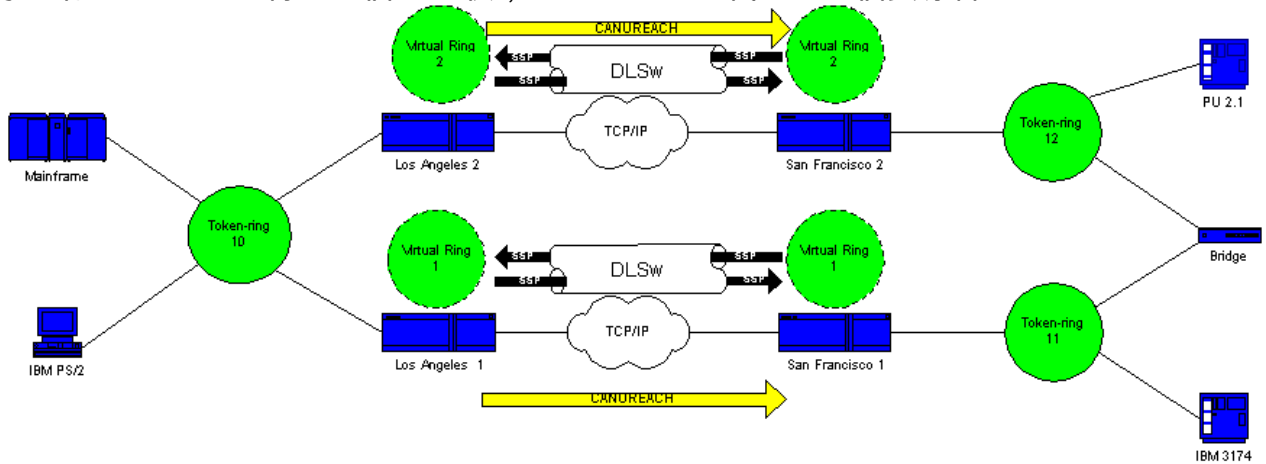 CANUREACH
Virtual Ring
2
Virtual Ring
2
SSP
SSP
DLSw
SSP
SSP
PU 2.1
Mainframe
Los Angeles 2
TCP/IP
San Francisco 2
Token-ring
12
Token-ring
10
Virtual Ring
1
SSP
SSP
DLSw
SSP
SSP
Virtual Ring
1
Bridge
IBM PS/2
Los Angeles 1
TCP/IP
San Francisco 1
Token-ring
11
CANUREACH
IBM 3174